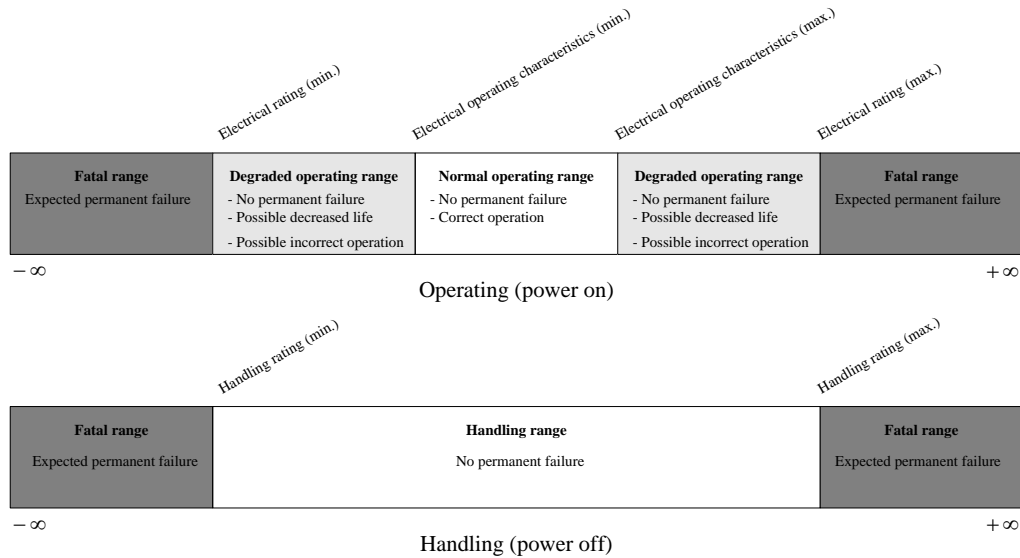 Electrical rating (min.)
Electrical operating characteristics (min.)
Electrical operating characteristics (max.)
Electrical rating (max.)
Fatal range
Expected permanent failure
Degraded operating range
- No permanent failure
- Possible decreased life
- Possible incorrect operation
Normal operating range
- No permanent failure
- Correct operation
Degraded operating range
- No permanent failure
- Possible decreased life
- Possible incorrect operation
Fatal range
Expected permanent failure
– ∞
+ ∞
Operating (power on)
Handling rating (min.)
Handling rating (max.)
Fatal range
Expected permanent failure
Handling range
No permanent failure
Fatal range
Expected permanent failure
– ∞
+ ∞
Handling (power off)